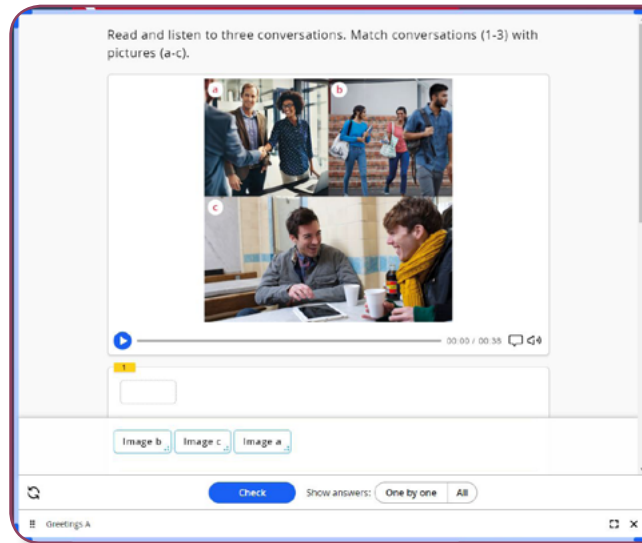 Read and listen to three conversations. Match conversations (1-3) with
pictures (a-c).
a
b
c
00:00 / 00:38
1
Image b
Image c
Image a
Check
Show answers:
One by one
All
Greetings A